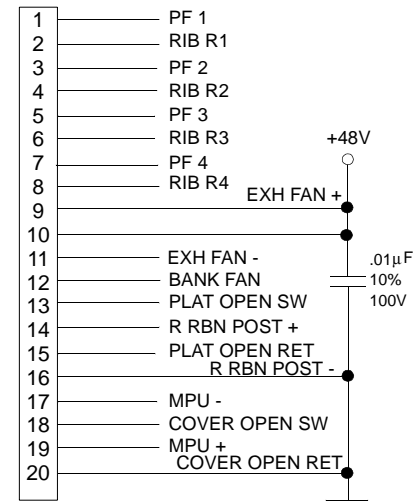 1 PF 1
2 RIB R1
3 PF 2
4 RIB R2
5 PF 3
6 RIB R3
+48V
7 PF 4
8 RIB R4
EXH FAN +
9
10
11 EXH FAN -
.01µF
12 BANK FAN
10%
13 PLAT OPEN SW
100V
14 R RBN POST +
15 PLAT OPEN RET
R RBN POST -
16
17 MPU -
18 COVER OPEN SW
19 MPU +
COVER OPEN RET
20